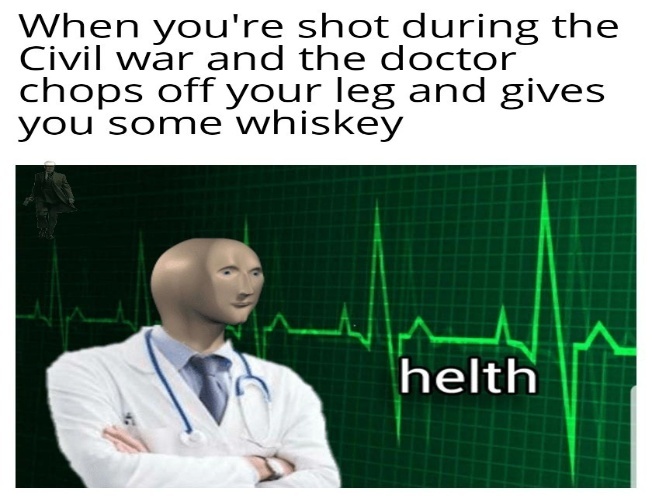 When you're shot during the
Civil war and the doctor
chops off your leg and gives
you some whiskey
helth